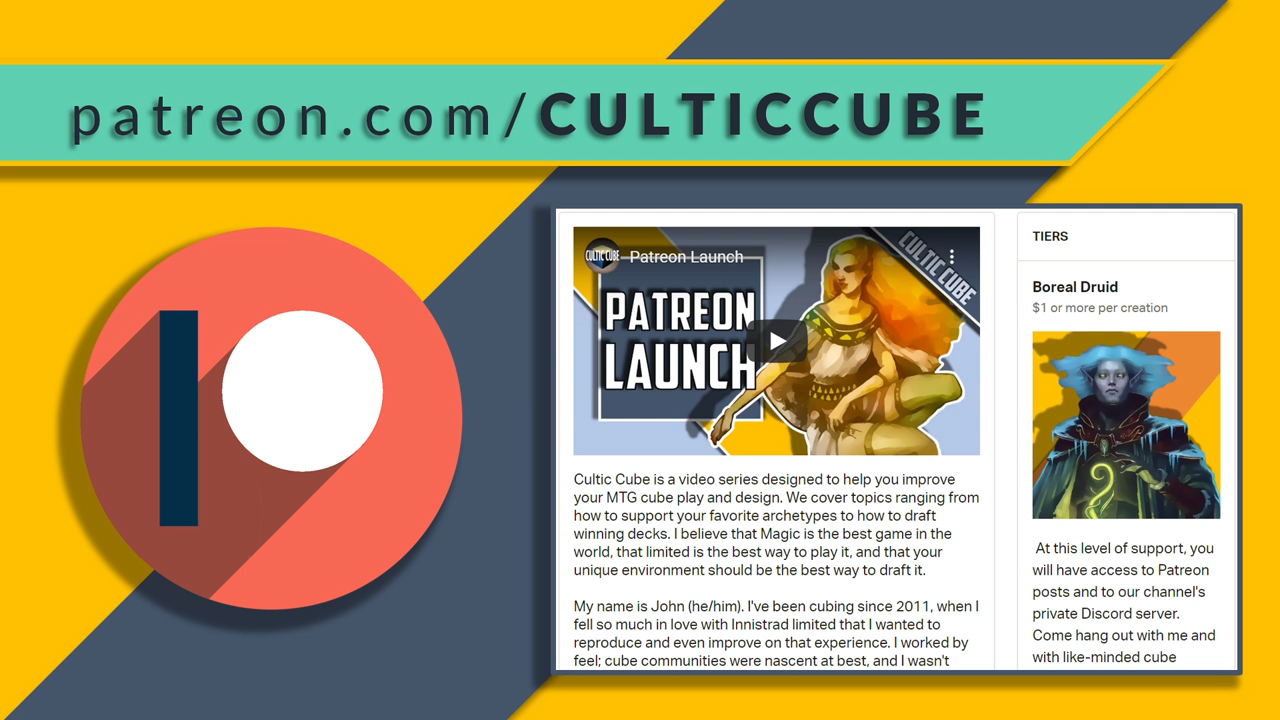 patreon.com/CULTICCUBE
CULTIC CUBE
Patreon Launch
PATREON
LAUNCH
CULTIC CUBE
Cultic Cube is a video series designed to help you improve
your MTG cube play and design. We cover topics ranging from
how to support your favorite archetypes to how to draft
winning decks. I believe that Magic is the best game in the
world, that limited is the best way to play it, and that your
unique environment should be the best way to draft it.
My name is John (he/him). I've been cubing since 2011, when I
fell so much in love with Innistrad limited that I wanted to
reproduce and even improve on that experience. I worked by
feel; cube communities were nascent at best, and I wasn't
TIERS
Boreal Druid
$1 or more per creation
At this level of support, you
will have access to Patreon
posts and to our channel's
private Discord server.
Come hang out with me and
with like-minded cube